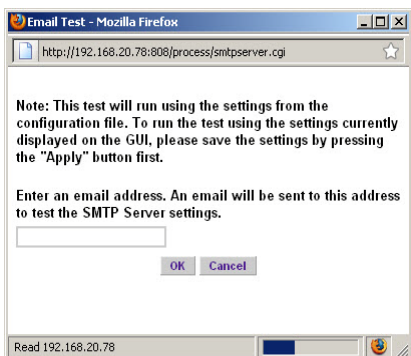 Email Test - Mozilla Firefox
http://192.168.20.78:808/process/smtpserver.cgi
Note: This test will run using the settings from the
configuration file. To run the test using the settings currently
displayed on the GUI, please save the settings by pressing
the "Apply" button first.
Enter an email address. An email will be sent to this address
to test the SMTP Server settings.
OK Cancel
Read 192.168.20.78